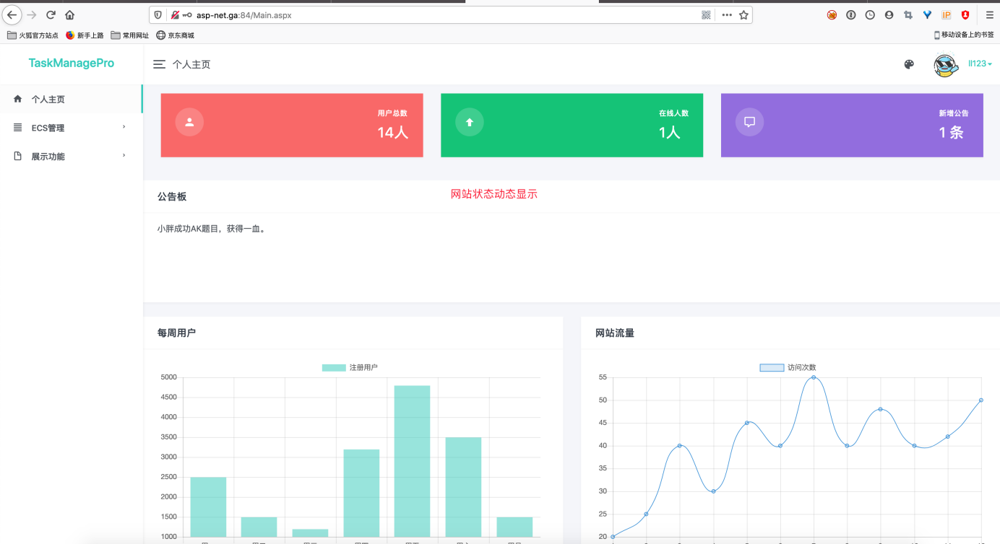 asp-net.ga:84/Main.aspx
IP
火狐官方站点 新手上路 常用网址 京东商城 移动设备上的书签
TaskManagePro
个人主页
ll123
个人主页
ECS管理
展示功能
用户总数
14人
在线人数
1人
新增公告
1 条
公告板
网站状态动态显示
小胖成功AK题目，获得一血。
每周用户
注册用户
5000
4500
4000
3500
3000
2500
2000
1500
1000
网站流量
访问次数
55
50
45
40
35
30
25
20